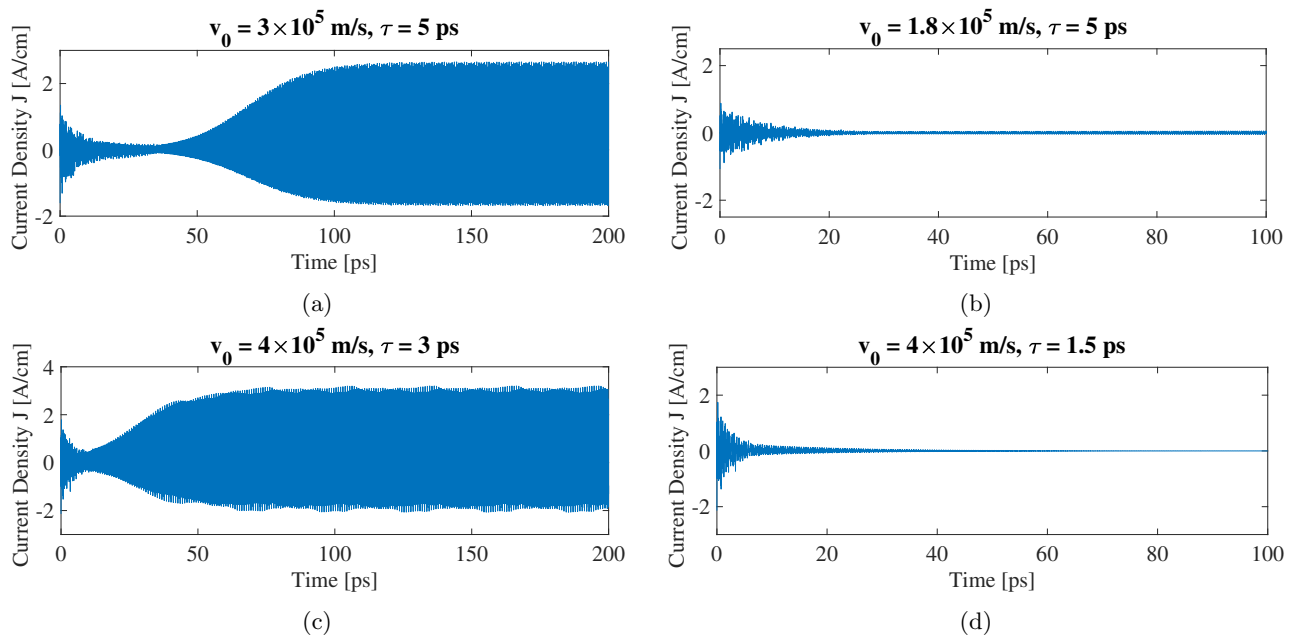 v_0 = 3×10^5 m/s, τ = 5 ps
Current Density J [A/cm]
2
0
-2
0 50 100 150 200
Time [ps]
(a)
v_0 = 1.8×10^5 m/s, τ = 5 ps
Current Density J [A/cm]
2
0
-2
0 20 40 60 80 100
Time [ps]
(b)
v_0 = 4×10^5 m/s, τ = 3 ps
Current Density J [A/cm]
4
2
0
-2
0 50 100 150 200
Time [ps]
(c)
v_0 = 4×10^5 m/s, τ = 1.5 ps
Current Density J [A/cm]
2
0
-2
0 20 40 60 80 100
Time [ps]
(d)